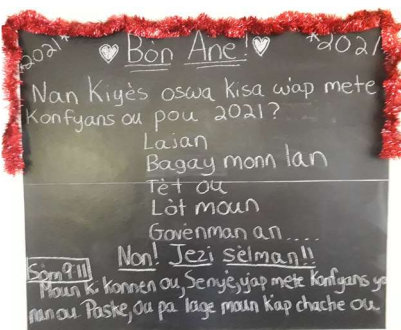 *2021* ♡ Bòn Ane! ♡ *2021
Nan Kiyès oswa kisa w'ap mete
Konfyans ou pou 2021?
Lajan
Bagay monn lan
Tèt ou
Lòt moun
Govènman an....
Non! Jezi sèlman!!
Sòm 9:11
Moun ki konnen ou, Senyè, yap mete konfyans yo
nan ou Paske, ou pa lage moun k'ap chache ou.